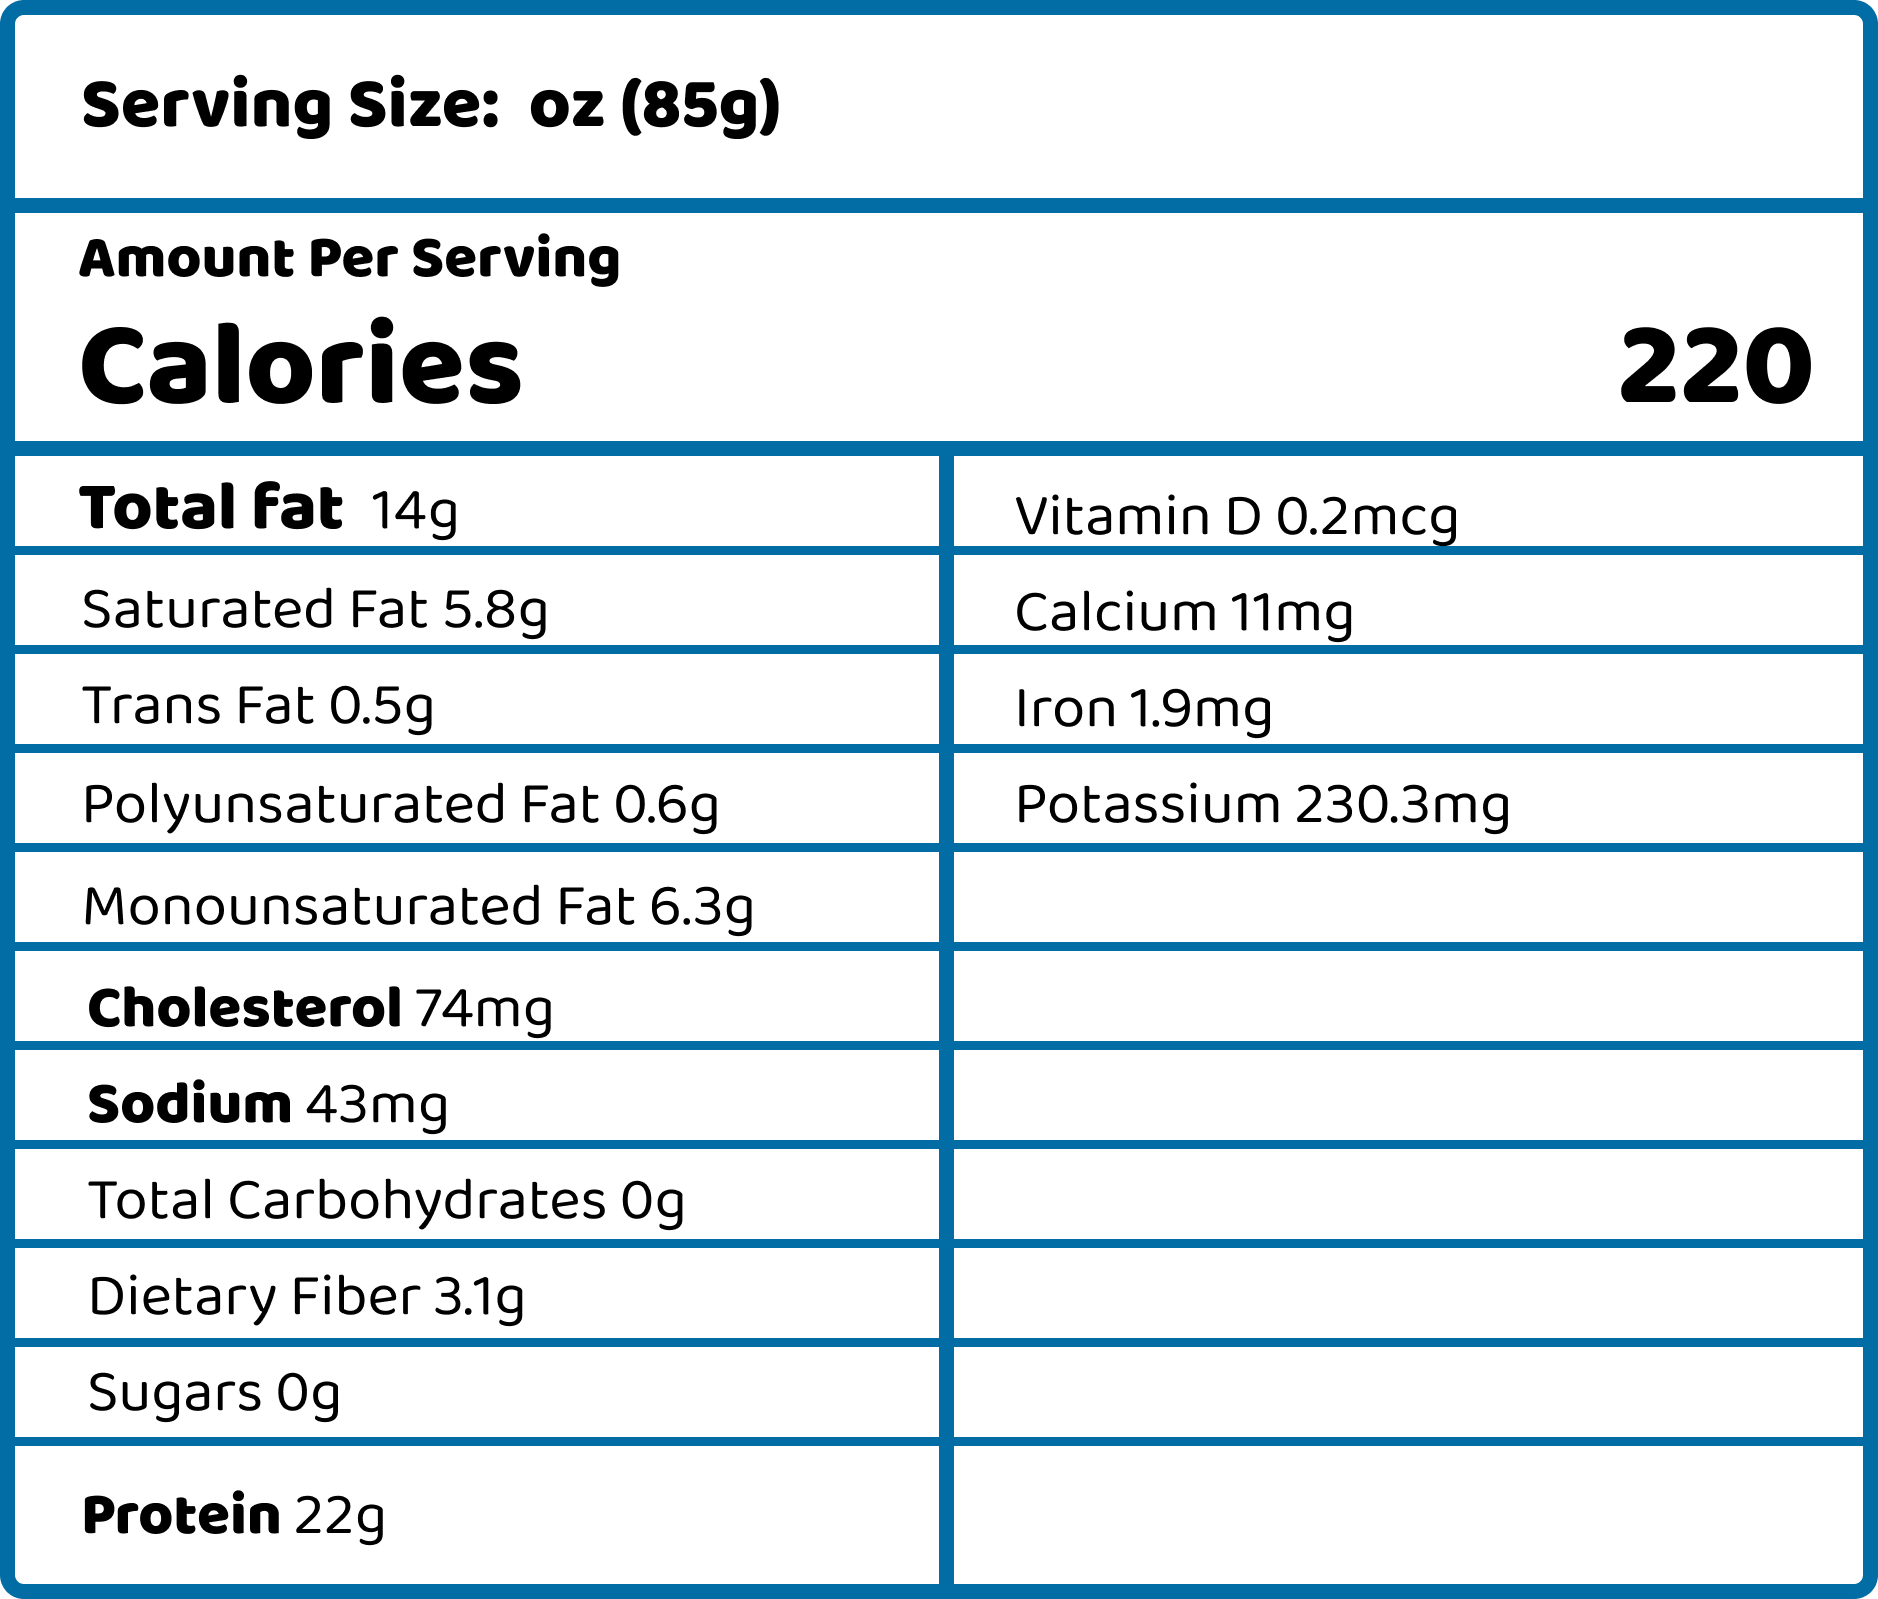 Serving Size:  oz (85g)
Amount Per Serving
Calories 220
Total fat  14g
Saturated Fat 5.8g
Trans Fat 0.5g
Polyunsaturated Fat 0.6g
Monounsaturated Fat 6.3g
Cholesterol 74mg
Sodium 43mg
Total Carbohydrates 0g
Dietary Fiber 3.1g
Sugars 0g
Protein 22g
Vitamin D 0.2mcg
Calcium 11mg
Iron 1.9mg
Potassium 230.3mg